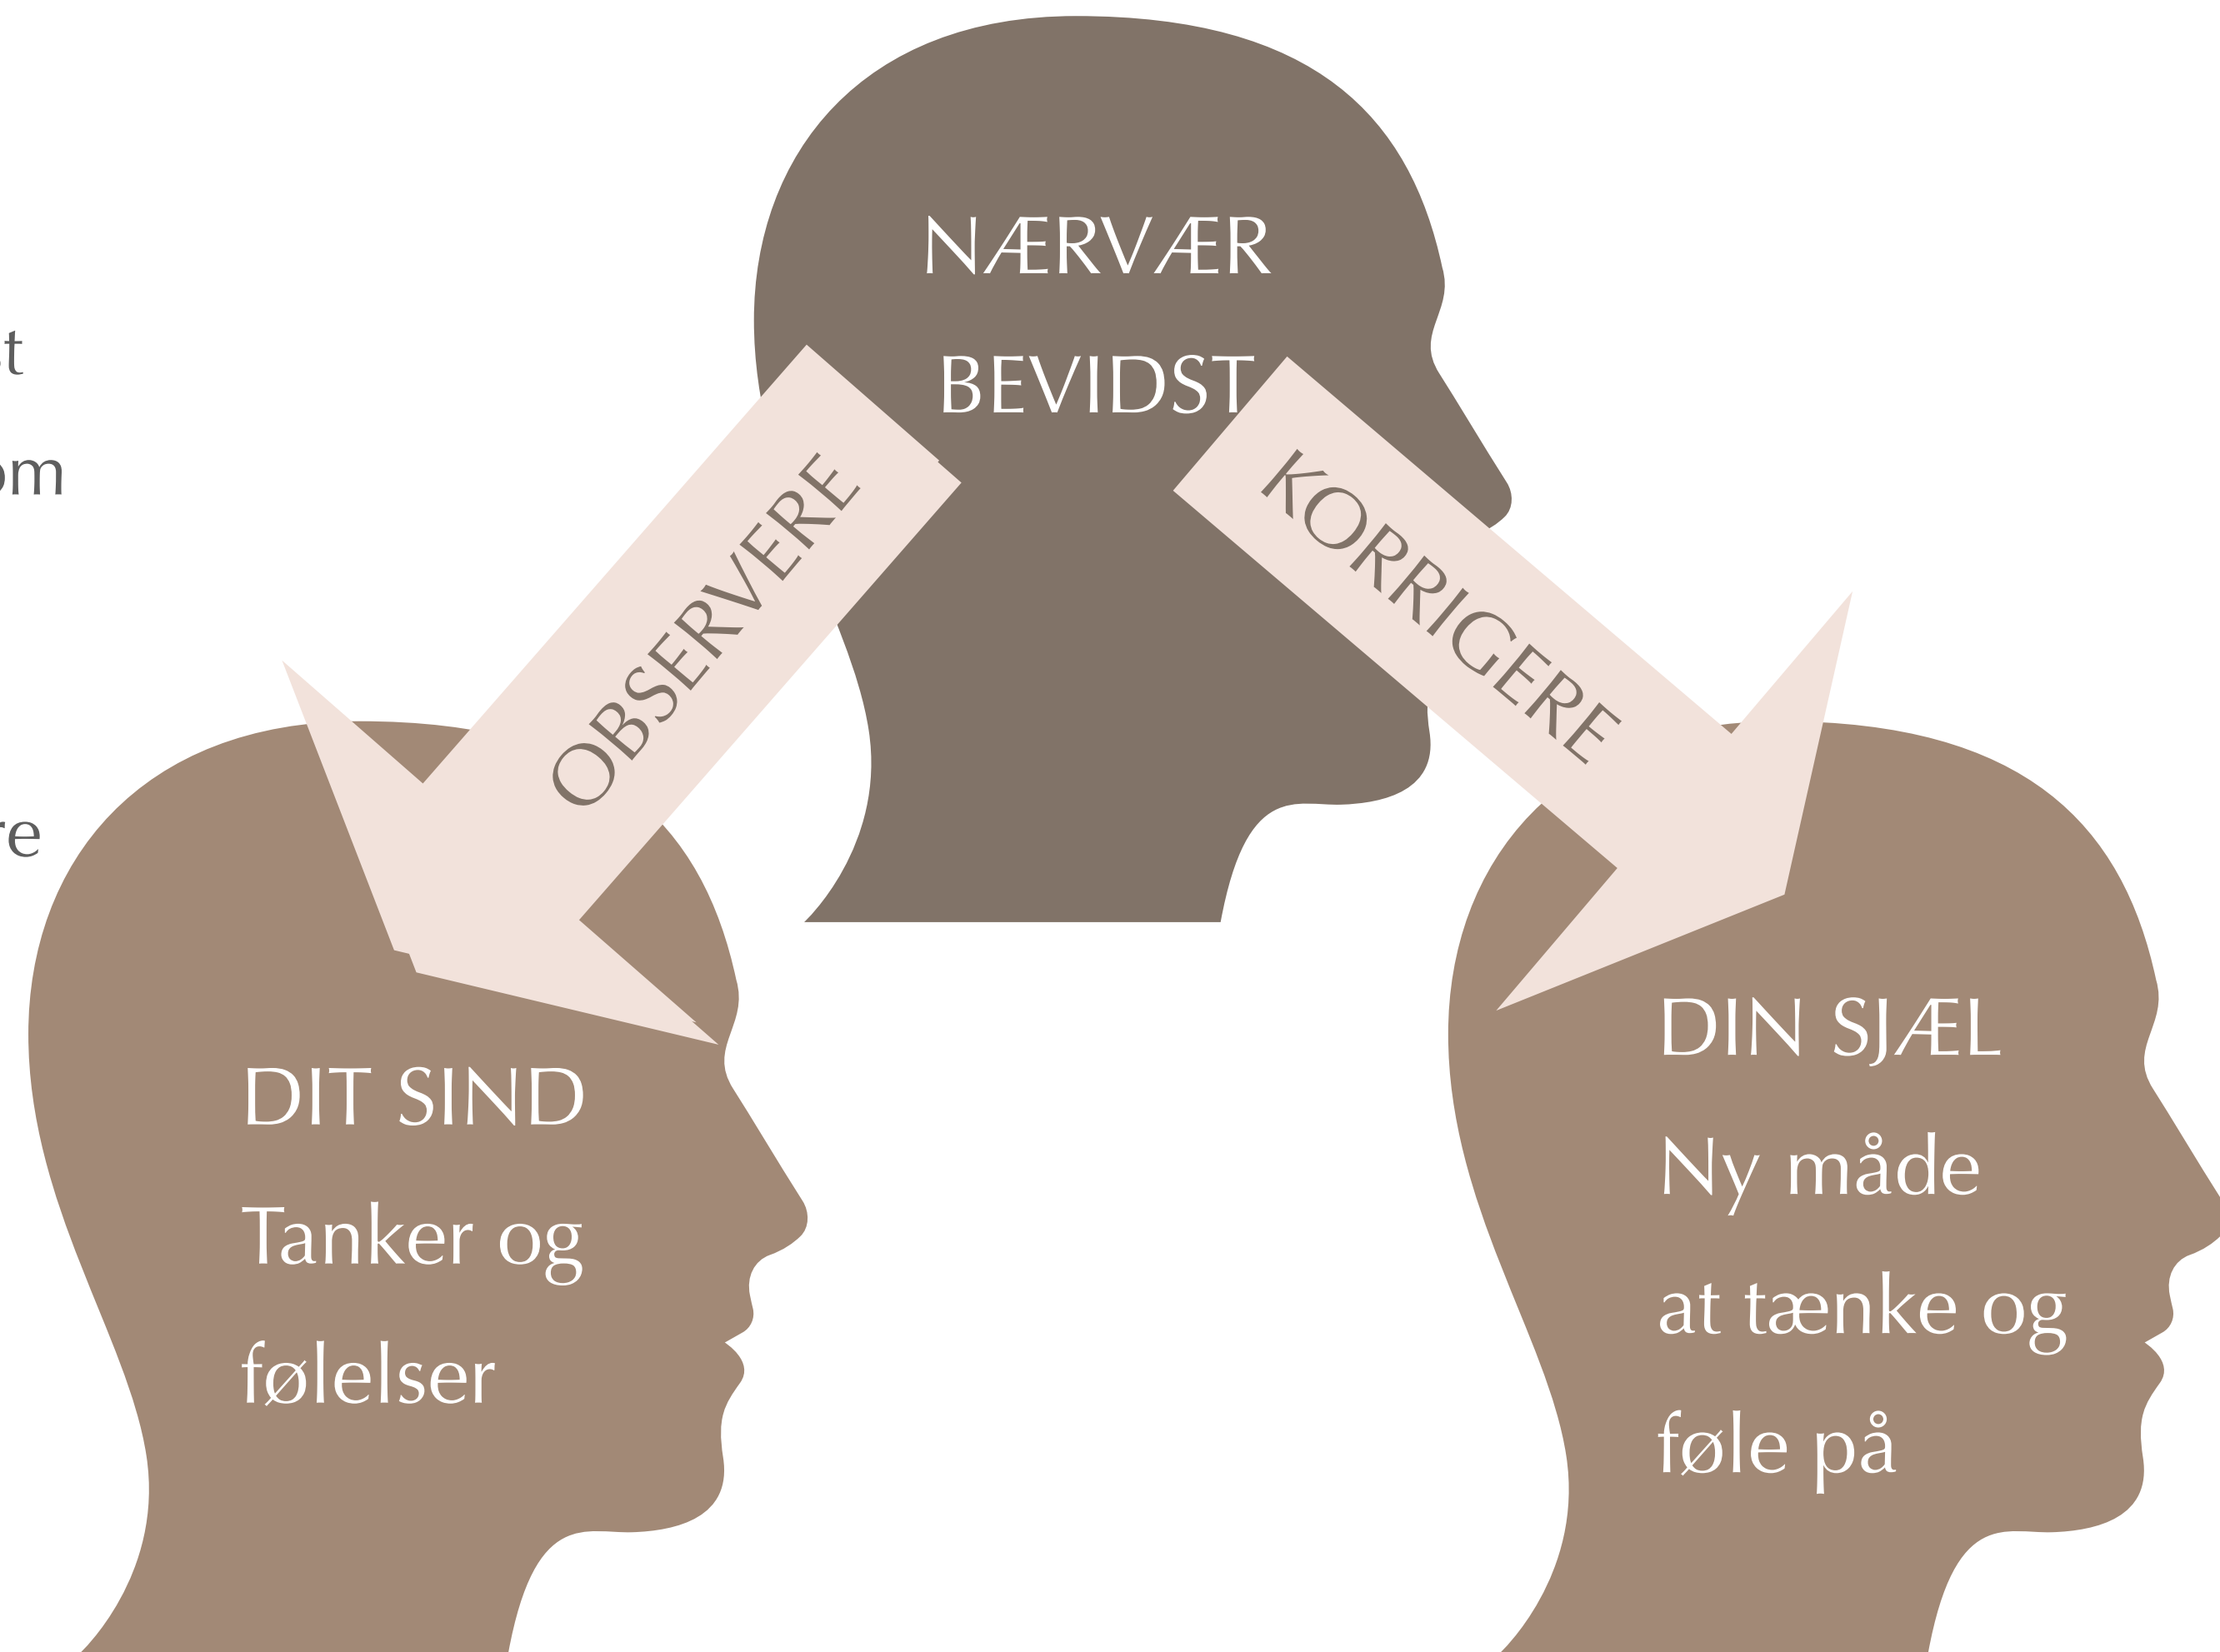 NÆRVÆR
BEVIDST
OBSERVERE
KORRIGERE
DIT SIND
Tanker og
følelser
DIN SJÆL
Ny måde
at tænke og
føle på